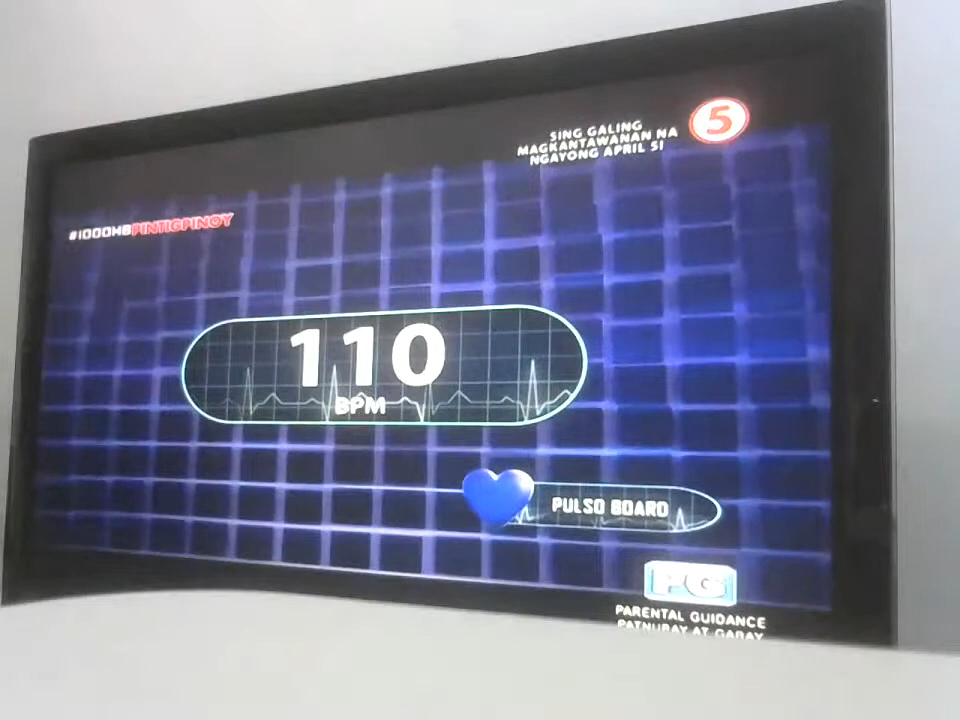 SING GALING
MAGKANTAWANAN NA
NGAYONG APRIL 5!
5
#1000HBPINTIGPINOY
110
BPM
PULSO BOARD
PG
PARENTAL GUIDANCE
PATNUBAY AT GABAY